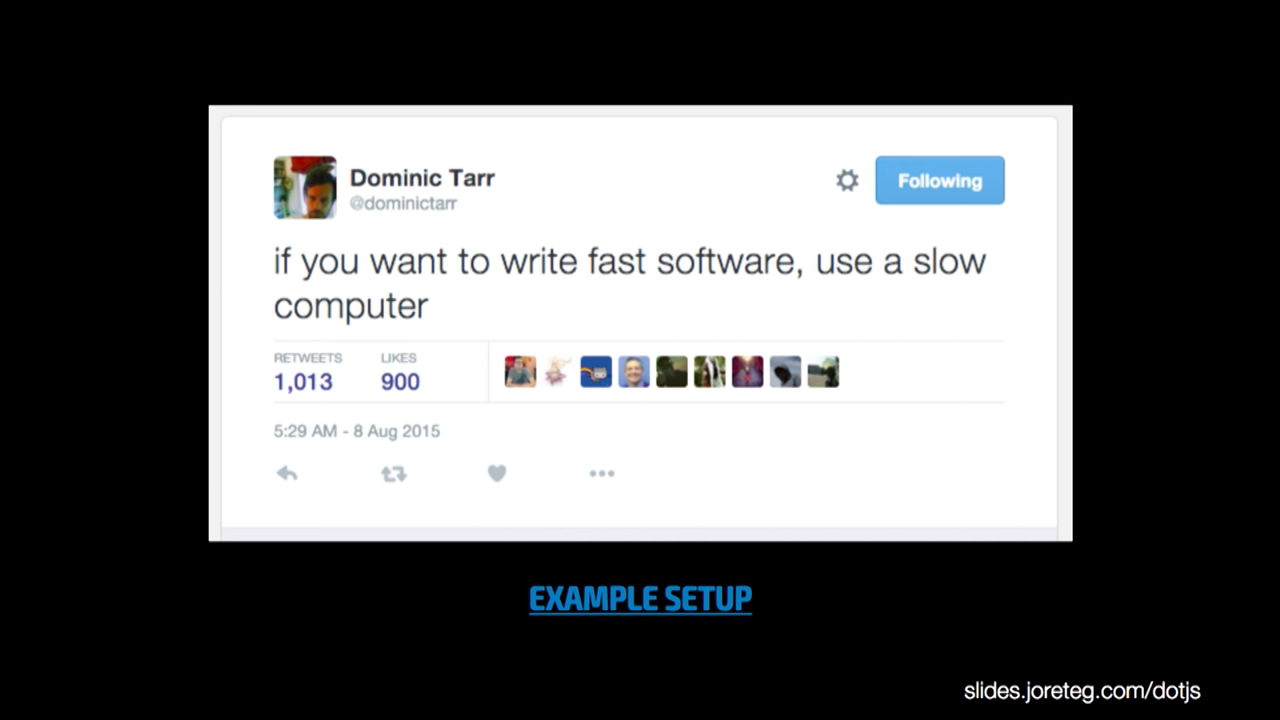 Dominic Tarr
@dominictarr
Following
if you want to write fast software, use a slow
computer
RETWEETS LIKES
1,013 900
5:29 AM - 8 Aug 2015
EXAMPLE SETUP
slides.joreteg.com/dotjs